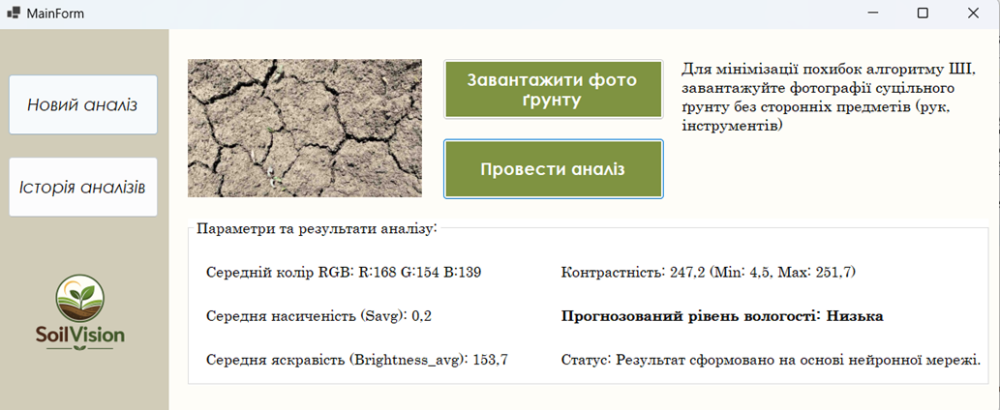 MainForm
Новий аналіз
Історія аналізів
SoilVision
Завантажити фото
ґрунту
Провести аналіз
Для мінімізації похибок алгоритму ШІ,
завантажуйте фотографії суцільного
ґрунту без сторонніх предметів (рук,
інструментів)
Параметри та результати аналізу:
Середній колір RGB: R:168 G:154 B:139
Середня насиченість (Savg): 0,2
Середня яскравість (Brightness_avg): 153,7
Контрастність: 247,2 (Min: 4,5, Max: 251,7)
Прогнозований рівень вологості: Низька
Статус: Результат сформовано на основі нейронної мережі.